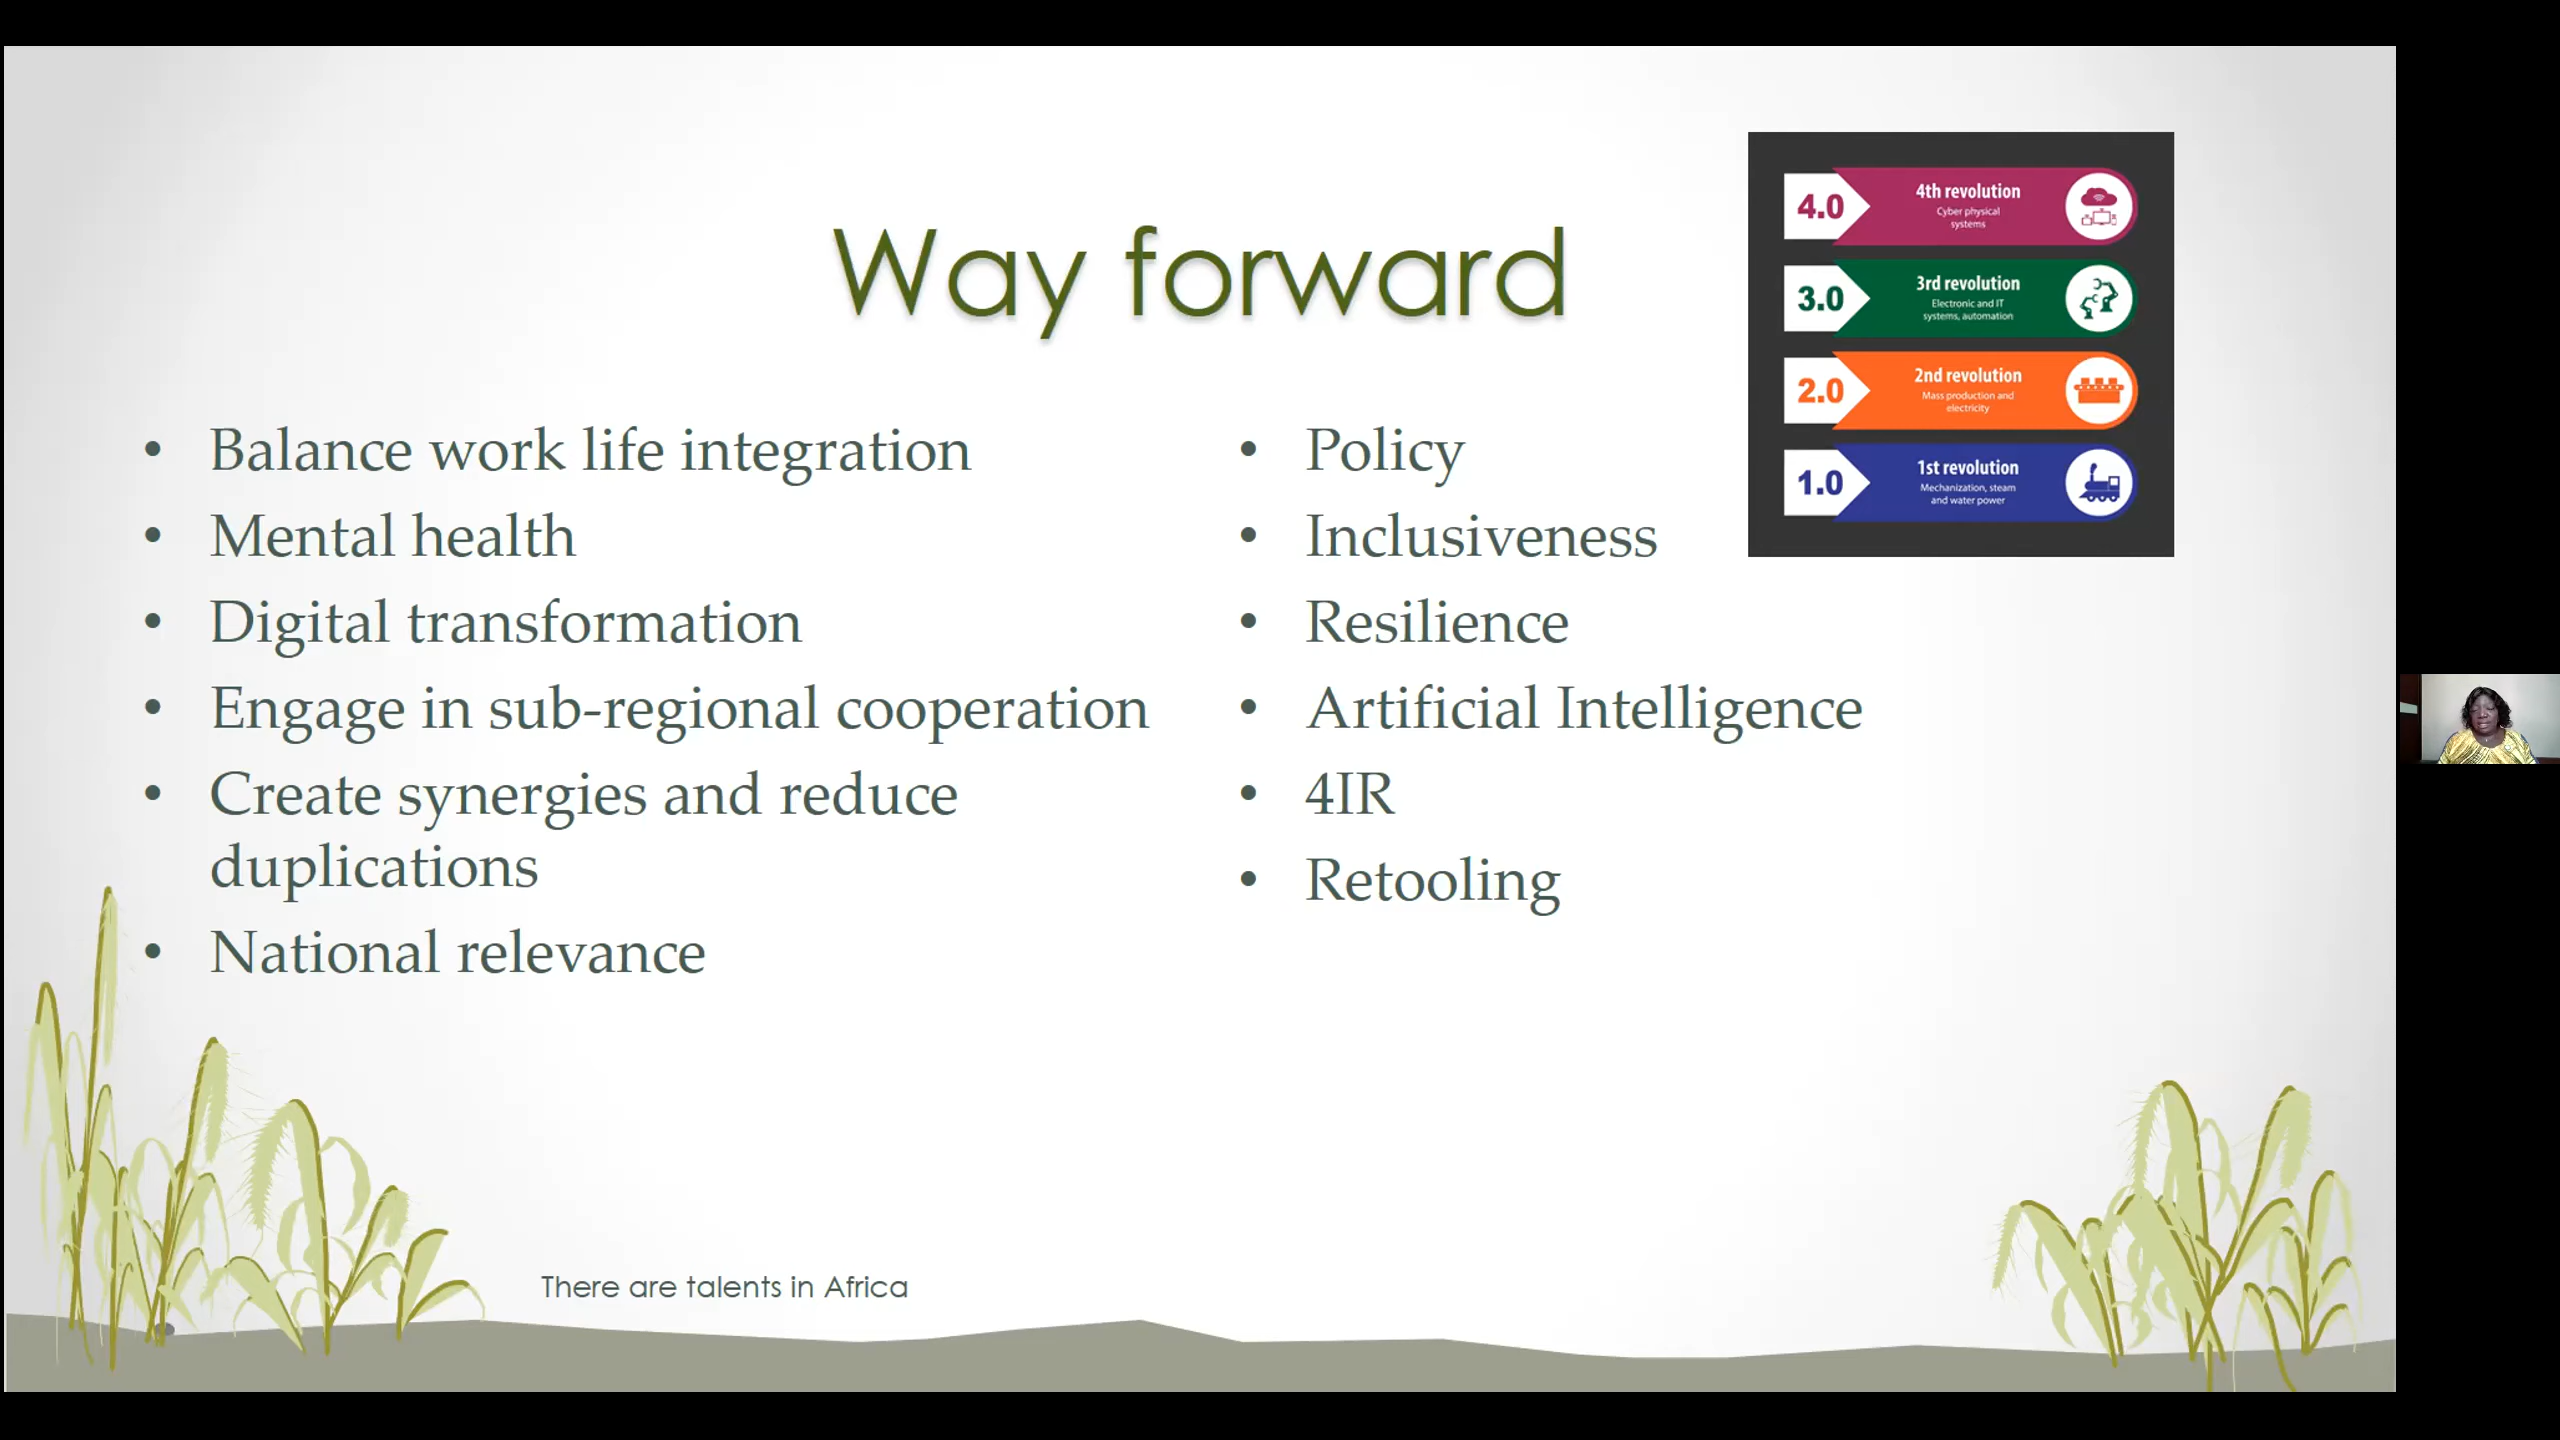 Way forward
• Balance work life integration
• Mental health
• Digital transformation
• Engage in sub-regional cooperation
• Create synergies and reduce
duplications
• National relevance
• Policy
• Inclusiveness
• Resilience
• Artificial Intelligence
• 4IR
• Retooling
4.0
4th revolution
Cyber physical
systems
3.0
3rd revolution
Electronic and IT
systems, automation
2.0
2nd revolution
Mass production and
electricity
1.0
1st revolution
Mechanization, steam
and water power
There are talents in Africa